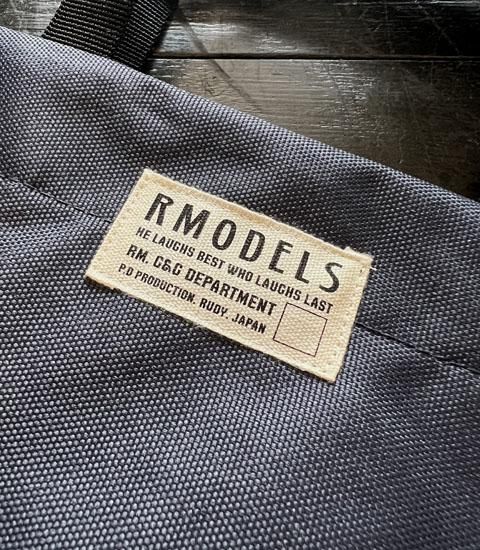 RMODELS
HE LAUGHS BEST WHO LAUGHS LAST
RM. C&G DEPARTMENT
P.D PRODUCTION. RUDY. JAPAN